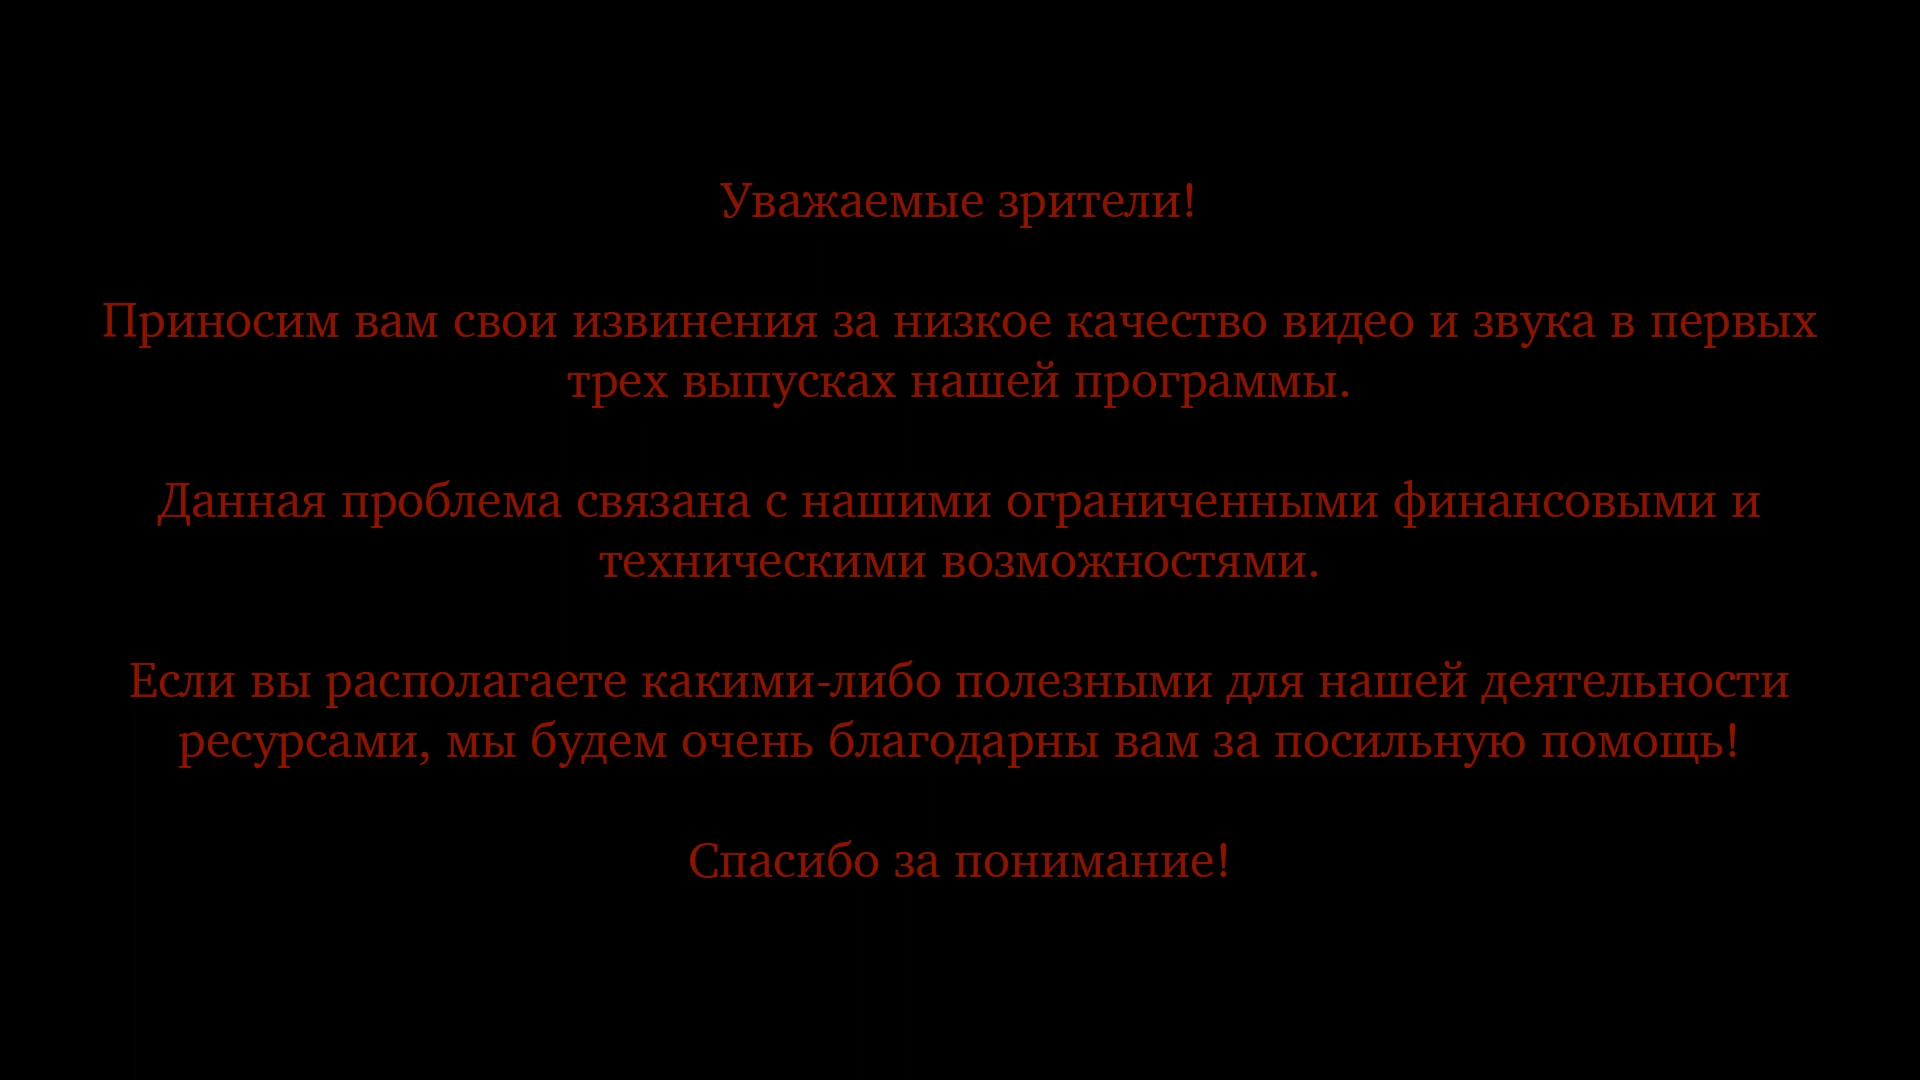 Уважаемые зрители!
Приносим вам свои извинения за низкое качество видео и звука в первых
трех выпусках нашей программы.
Данная проблема связана с нашими ограниченными финансовыми и
техническими возможностями.
Если вы располагаете какими-либо полезными для нашей деятельности
ресурсами, мы будем очень благодарны вам за посильную помощь!
Спасибо за понимание!